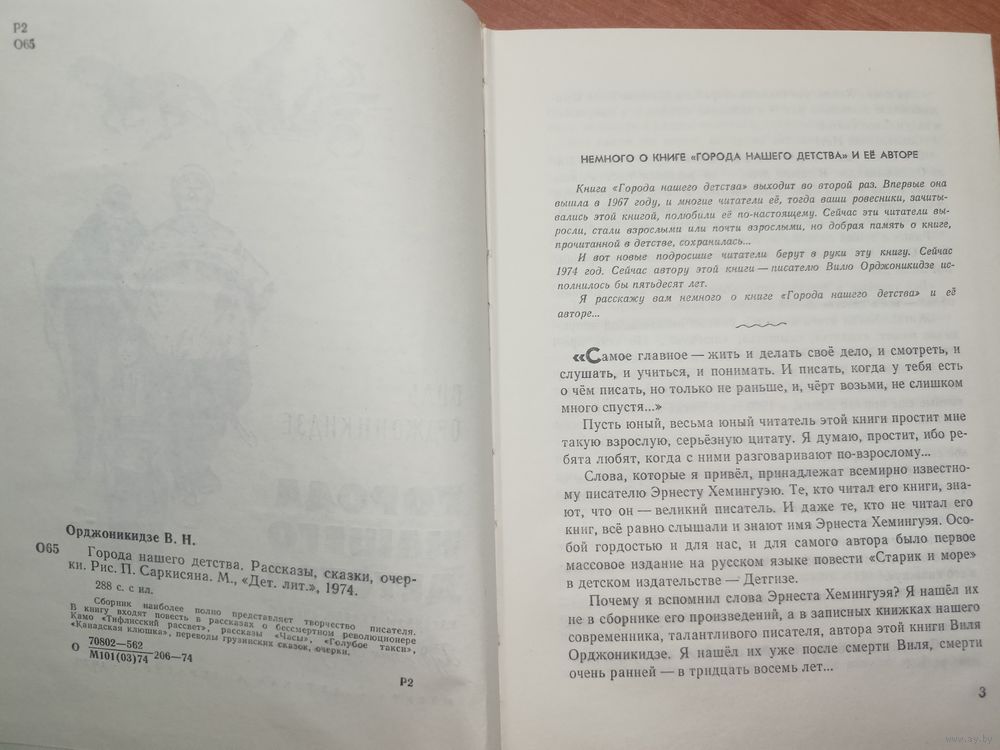 Р2
О65
Орджоникидзе В. Н.
О65
Города нашего детства. Рассказы, сказки, очер-
ки. Рис. П. Саркисяна. М., «Дет. лит.», 1974.
288 с. с ил.
Сборник наиболее полно представляет творчество писателя.
В книгу входят повесть в рассказах о бессмертном революционере
Камо «Тифлисский рассвет», рассказы «Часы», «Голубое такси»,
«Канадская клюшка», переводы грузинских сказок, очерки.
О 70802—562
М101(03)74 206—74
Р2
НЕМНОГО О КНИГЕ «ГОРОДА НАШЕГО ДЕТСТВА» И ЕЁ АВТОРЕ
Книга «Города нашего детства» выходит во второй раз. Впервые она
вышла в 1967 году, и многие читатели её, тогда ваши ровесники, зачиты-
вались этой книгой, полюбили её по-настоящему. Сейчас эти читатели вы-
росли, стали взрослыми или почти взрослыми, но добрая память о книге,
прочитанной в детстве, сохранилась...
И вот новые подросшие читатели берут в руки эту книгу. Сейчас
1974 год. Сейчас автору этой книги — писателю Вилю Орджоникидзе ис-
полнилось бы пятьдесят лет.
Я расскажу вам немного о книге «Города нашего детства» и её
авторе...
«Самое главное — жить и делать своё дело, и смотреть, и
слушать, и учиться, и понимать. И писать, когда у тебя есть
о чём писать, но только не раньше, и, чёрт возьми, не слишком
много спустя...»
Пусть юный, весьма юный читатель этой книги простит мне
такую взрослую, серьёзную цитату. Я думаю, простит, ибо ре-
бята любят, когда с ними разговаривают по-взрослому...
Слова, которые я привёл, принадлежат всемирно известно-
му писателю Эрнесту Хемингуэю. Те, кто читал его книги, зна-
ют, что он — великий писатель. И даже те, кто не читал его
книг, всё равно слышали и знают имя Эрнеста Хемингуэя. Осо-
бой гордостью и для нас, и для самого автора было первое
массовое издание на русском языке повести «Старик и море»
в детском издательстве — Детгизе.
Почему я вспомнил слова Эрнеста Хемингуэя? Я нашёл их
не в сборнике его произведений, а в записных книжках нашего
современника, талантливого писателя, автора этой книги Виля
Орджоникидзе. Я нашёл их уже после смерти Виля, смерти
очень ранней — в тридцать восемь лет...
3
www.ay.by